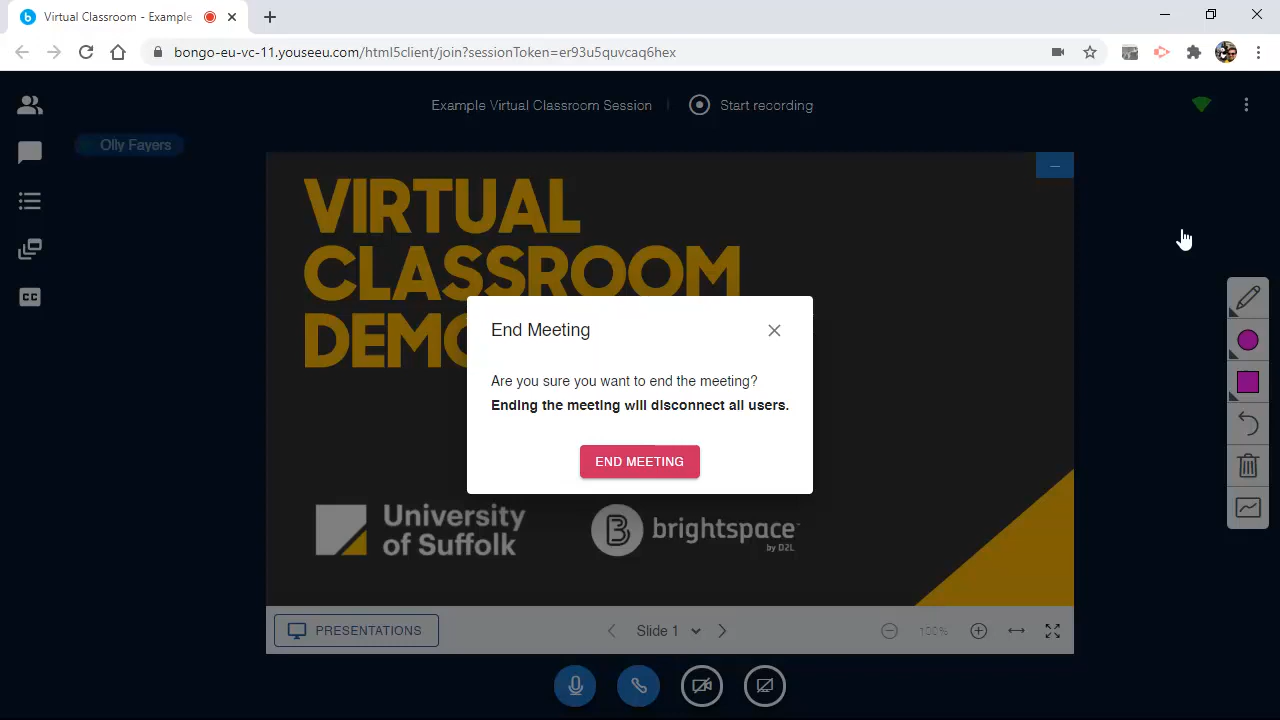 Virtual Classroom - Example
bongo-eu-vc-11.youseeu.com/html5client/join?sessionToken=er93u5quvcaq6hex
Example Virtual Classroom Session
Start recording
Olly Fayers
VIRTUAL
CLASSROOM
DEMO
End Meeting
Are you sure you want to end the meeting?
Ending the meeting will disconnect all users.
END MEETING
CC
University
of Suffolk
B brightspace
by D2L
PRESENTATIONS
Slide 1
100%